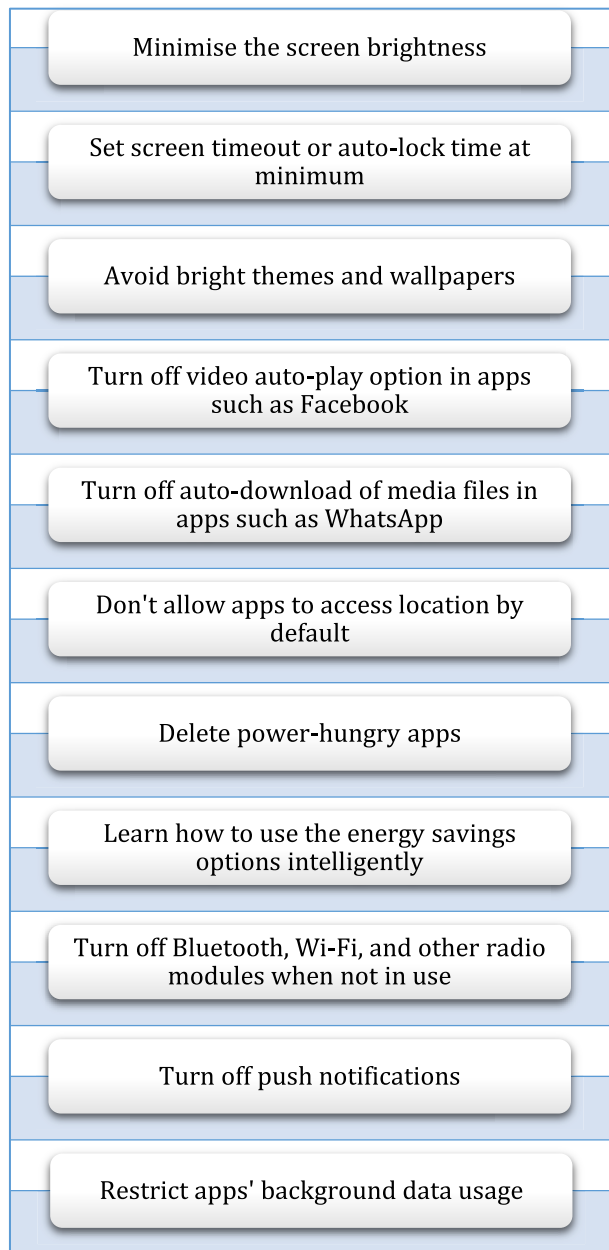 Minimise the screen brightness
Set screen timeout or auto-lock time at
minimum
Avoid bright themes and wallpapers
Turn off video auto-play option in apps
such as Facebook
Turn off auto-download of media files in
apps such as WhatsApp
Don't allow apps to access location by
default
Delete power-hungry apps
Learn how to use the energy savings
options intelligently
Turn off Bluetooth, Wi-Fi, and other radio
modules when not in use
Turn off push notifications
Restrict apps' background data usage